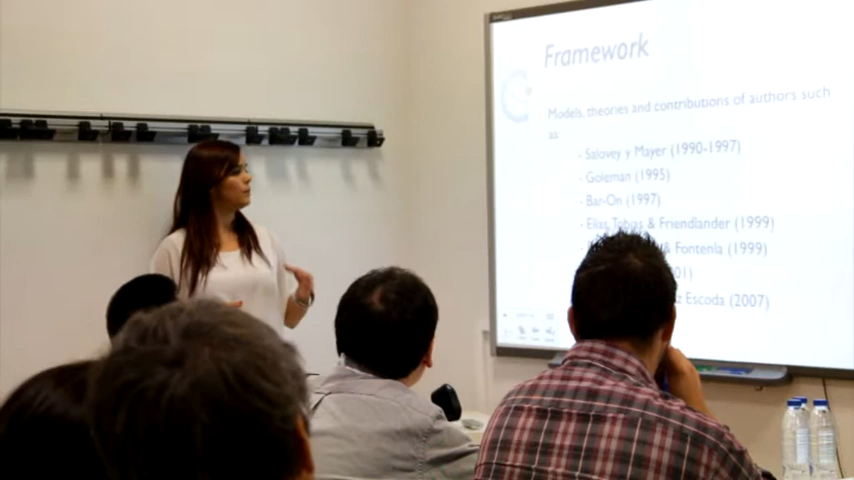 Framework
Models, theories and contributions of authors such
as:
- Salovey y Mayer (1990-1997)
- Goleman (1995)
- Bar-On (1997)
- Elias, Tobias & Friendlander (1999)
& Fontenla (1999)
Escoda (2007)